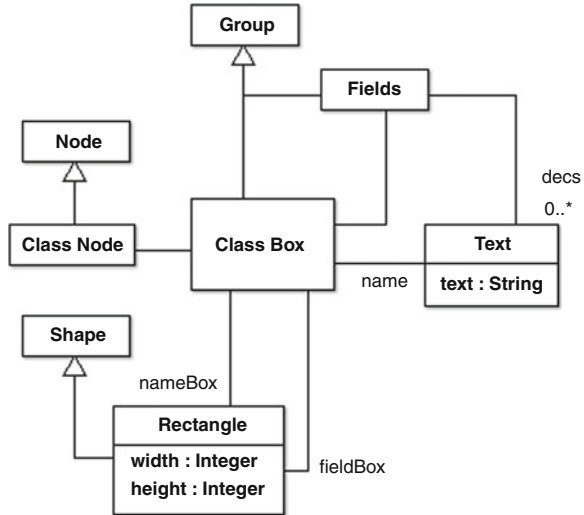 Group
Fields
Node
decs
0..*
Class Node
Class Box
Text
name
text : String
Shape
nameBox
Rectangle
width : Integer
fieldBox
height : Integer